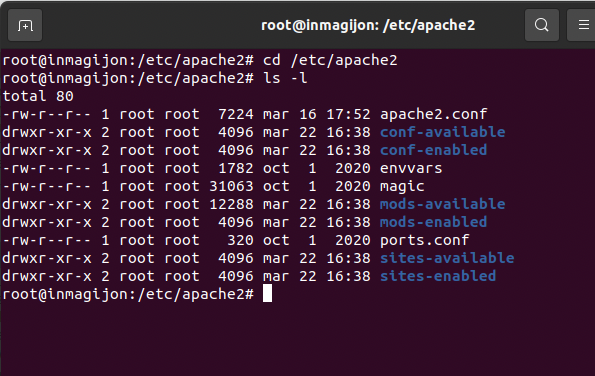 root@inmagijon: /etc/apache2
root@inmagijon:/etc/apache2# cd /etc/apache2
root@inmagijon:/etc/apache2# ls -l
total 80
-rw-r--r-- 1 root root  7224 mar 16 17:52 apache2.conf
drwxr-xr-x 2 root root  4096 mar 22 16:38 conf-available
drwxr-xr-x 2 root root  4096 mar 22 16:38 conf-enabled
-rw-r--r-- 1 root root  1782 oct  1  2020 envvars
-rw-r--r-- 1 root root 31063 oct  1  2020 magic
drwxr-xr-x 2 root root 12288 mar 22 16:38 mods-available
drwxr-xr-x 2 root root  4096 mar 22 16:38 mods-enabled
-rw-r--r-- 1 root root   320 oct  1  2020 ports.conf
drwxr-xr-x 2 root root  4096 mar 22 16:38 sites-available
drwxr-xr-x 2 root root  4096 mar 22 16:38 sites-enabled
root@inmagijon:/etc/apache2#